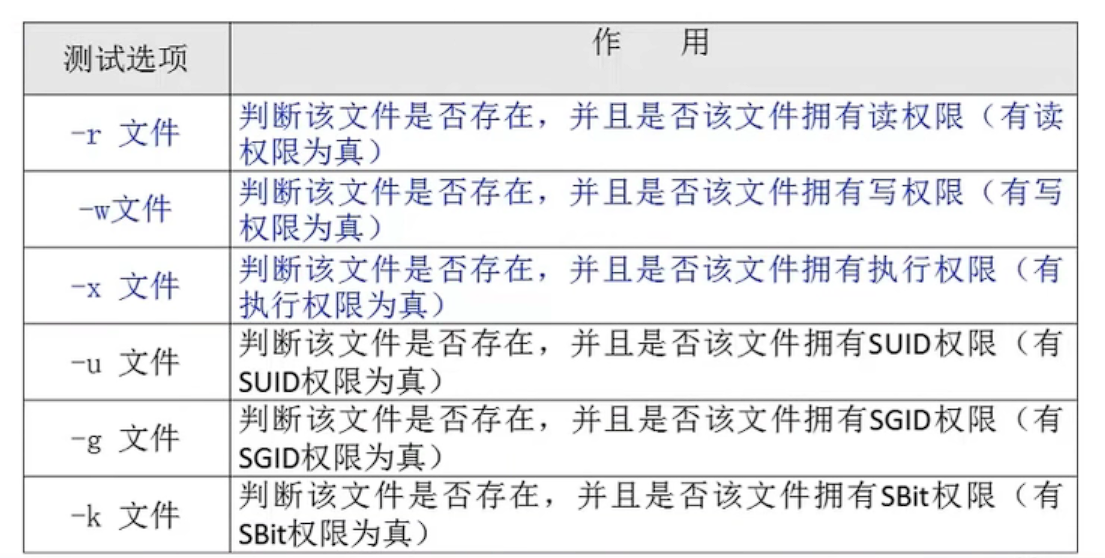 测试选项
作 用
-r 文件
判断该文件是否存在，并且是否该文件拥有读权限（有读
权限为真）
-w文件
判断该文件是否存在，并且是否该文件拥有写权限（有写
权限为真）
-x 文件
判断该文件是否存在，并且是否该文件拥有执行权限（有
执行权限为真）
-u 文件
判断该文件是否存在，并且是否该文件拥有SUID权限（有
SUID权限为真）
-g 文件
判断该文件是否存在，并且是否该文件拥有SGID权限（有
SGID权限为真）
-k 文件
判断该文件是否存在，并且是否该文件拥有SBit权限（有
SBit权限为真）